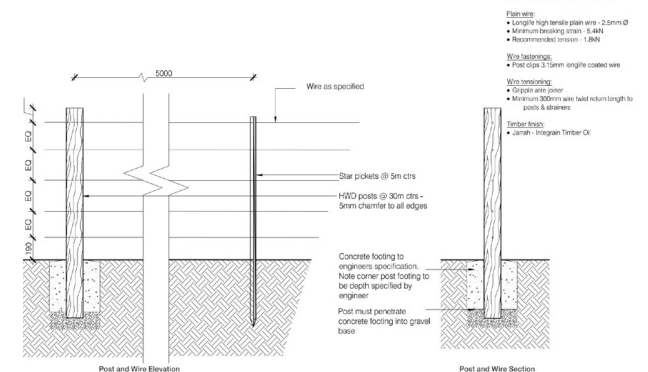 Plain wire:
• Longlife high tensile plain wire - 2.5mm Ø
• Minimum breaking strain - 5.4kN
• Recommended tension - 1.8kN
Wire fastenings:
• Post clips 3.15mm longlife coated wire
Wire tensioning:
• Gripple aire joiner
• Minimum 300mm wire twist return length to
posts & strainers
Timber finish:
• Jarrah - Integrain Timber Oil
5000
Wire as specified
EQ
EQ
EQ
EQ
190
Star pickets @ 5m ctrs
HWD posts @ 30m ctrs -
5mm chamfer to all edges
Concrete footing to
engineers specification.
Note corner post footing to
be depth specified by
engineer
Post must penetrate
concrete footing into gravel
base
Post and Wire Elevation
Post and Wire Section